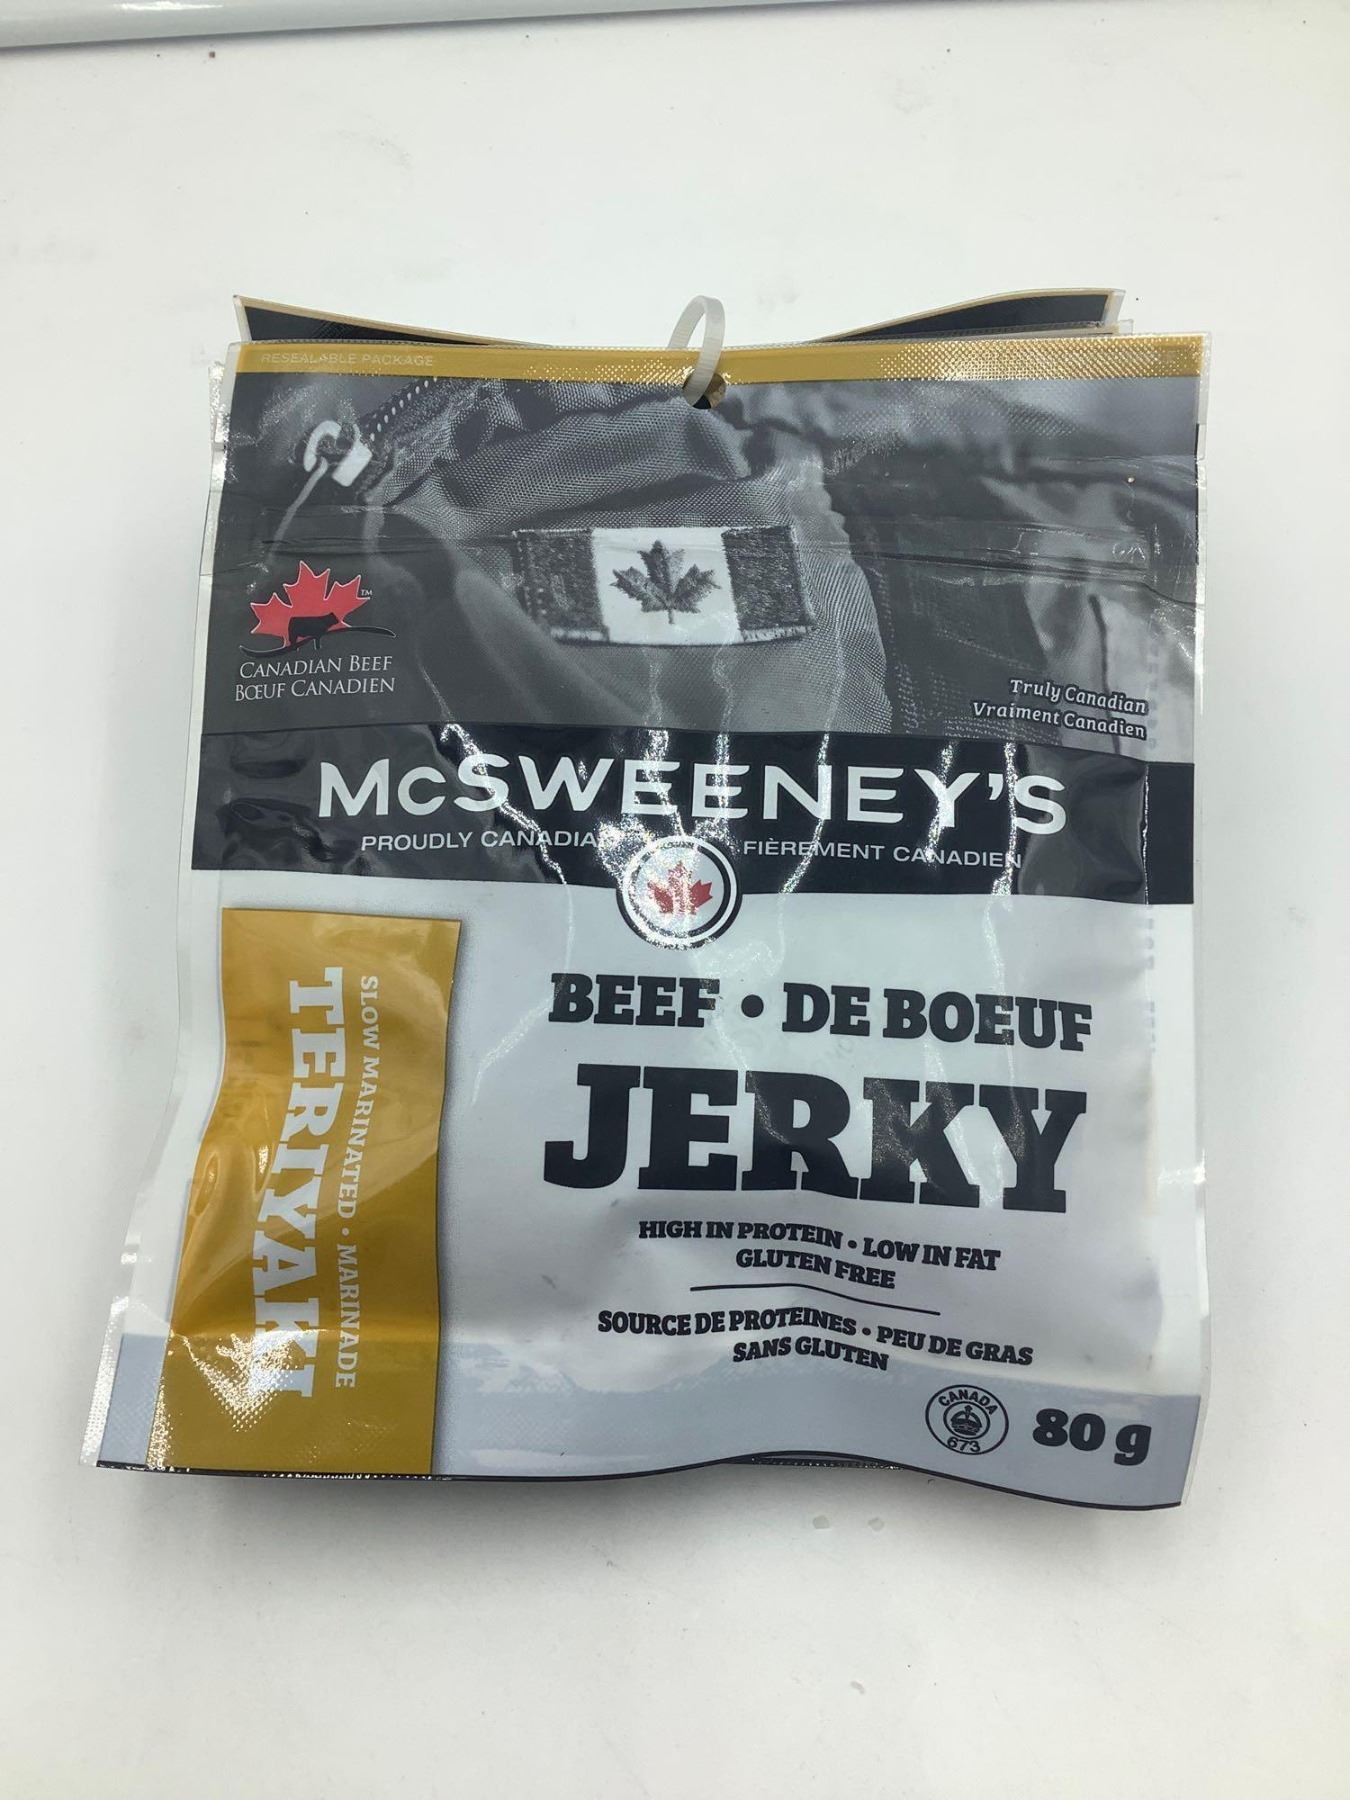 RESEALABLE PACKAGE
TM
CANADIAN BEEF
BŒUF CANADIEN
Truly Canadian
Vraiment Canadien
McSWEENEY'S
PROUDLY CANADIAN FIÈREMENT CANADIEN
BEEF • DE BOEUF
JERKY
SLOW MARINATED • MARINADE
TERIYAKI
HIGH IN PROTEIN • LOW IN FAT
GLUTEN FREE
SOURCE DE PROTEINES • PEU DE GRAS
SANS GLUTEN
CANADA
673
80 g